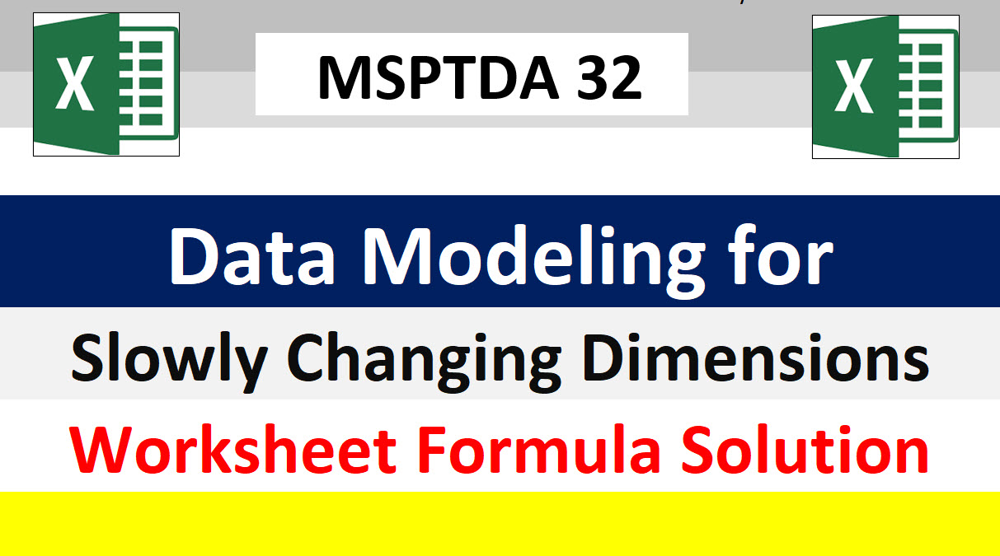 MSPTDA 32
Data Modeling for
Slowly Changing Dimensions
Worksheet Formula Solution